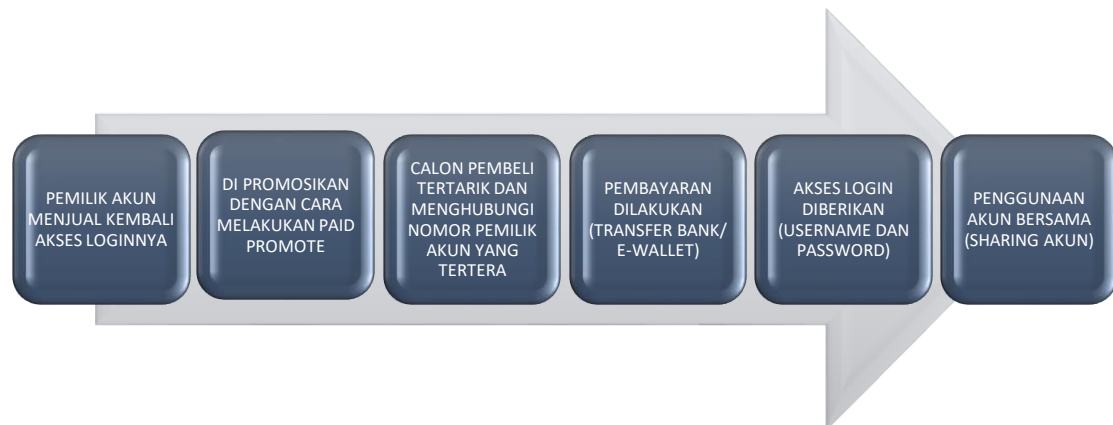 PEMILIK AKUN
MENJUAL KEMBALI
AKSES LOGINNYA
DI PROMOSIKAN
DENGAN CARA
MELAKUKAN PAID
PROMOTE
CALON PEMBELI
TERTARIK DAN
MENGHUBUNGI
NOMOR PEMILIK
AKUN YANG
TERTERA
PEMBAYARAN
DILAKUKAN
(TRANSFER BANK/
E-WALLET)
AKSES LOGIN
DIBERIKAN
(USERNAME DAN
PASSWORD)
PENGGUNAAN
AKUN BERSAMA
(SHARING AKUN)